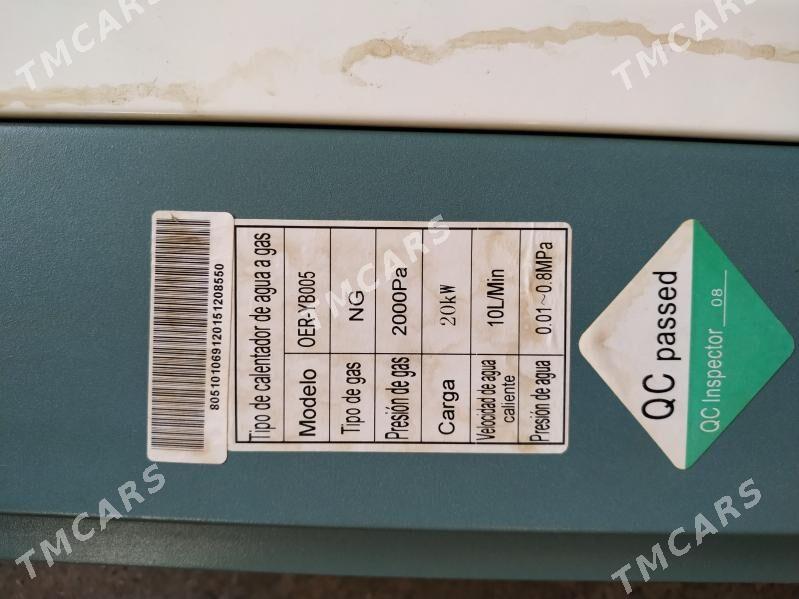 TMCARS
TMCARS
805101069120151208550
Tipo de calentador de agua a gas
Modelo OER-YB005
Tipo de gas NG
Presión de gas 2000Pa
Carga 20kW
Velocidad de agua caliente 10L/Min
Presión de agua 0.01~0.8MPa
QC passed
QC Inspector 08
TMCARS
TMCARS
TMCARS
TMCARS